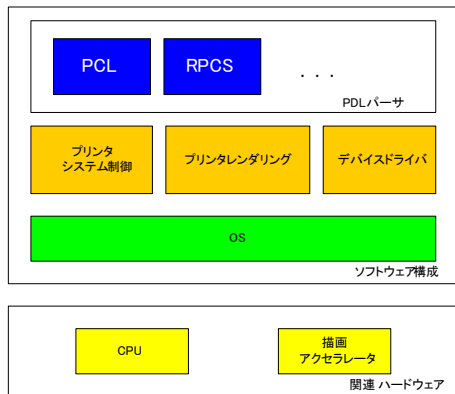 PCL
RPCS
・・・
PDLパーサ
プリンタ
システム制御
プリンタレンダリング
デバイスドライバ
OS
ソフトウェア構成
CPU
描画
アクセラレータ
関連 ハードウェア